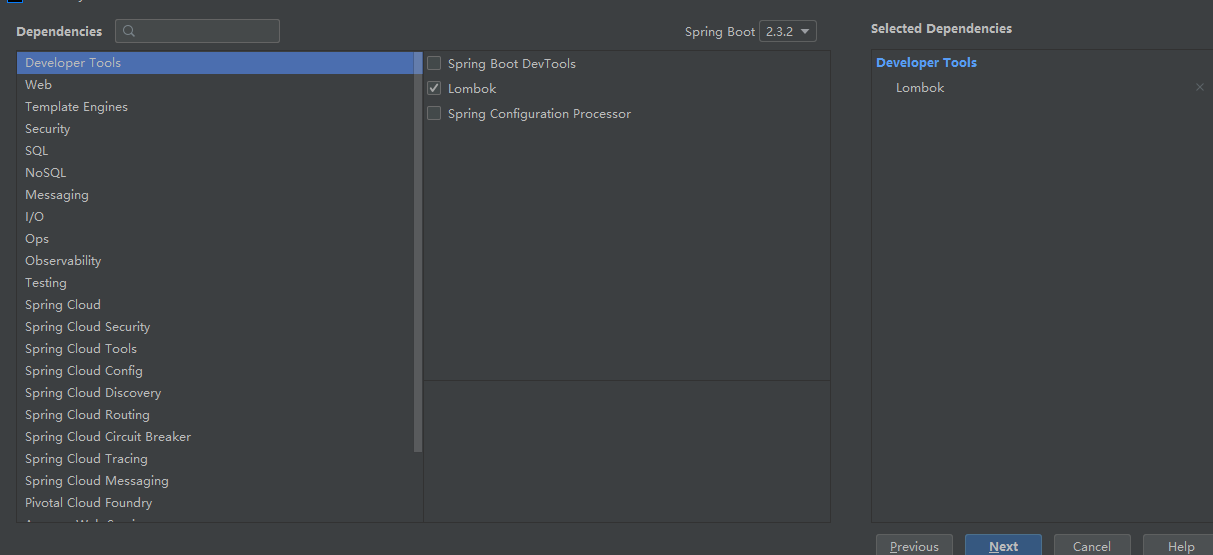 Dependencies
Spring Boot 2.3.2
Selected Dependencies
Developer Tools
Web
Template Engines
Security
SQL
NoSQL
Messaging
I/O
Ops
Observability
Testing
Spring Cloud
Spring Cloud Security
Spring Cloud Tools
Spring Cloud Config
Spring Cloud Discovery
Spring Cloud Routing
Spring Cloud Circuit Breaker
Spring Cloud Tracing
Spring Cloud Messaging
Pivotal Cloud Foundry
Spring Boot DevTools
Lombok
Spring Configuration Processor
Developer Tools
Lombok
Previous
Next
Cancel
Help